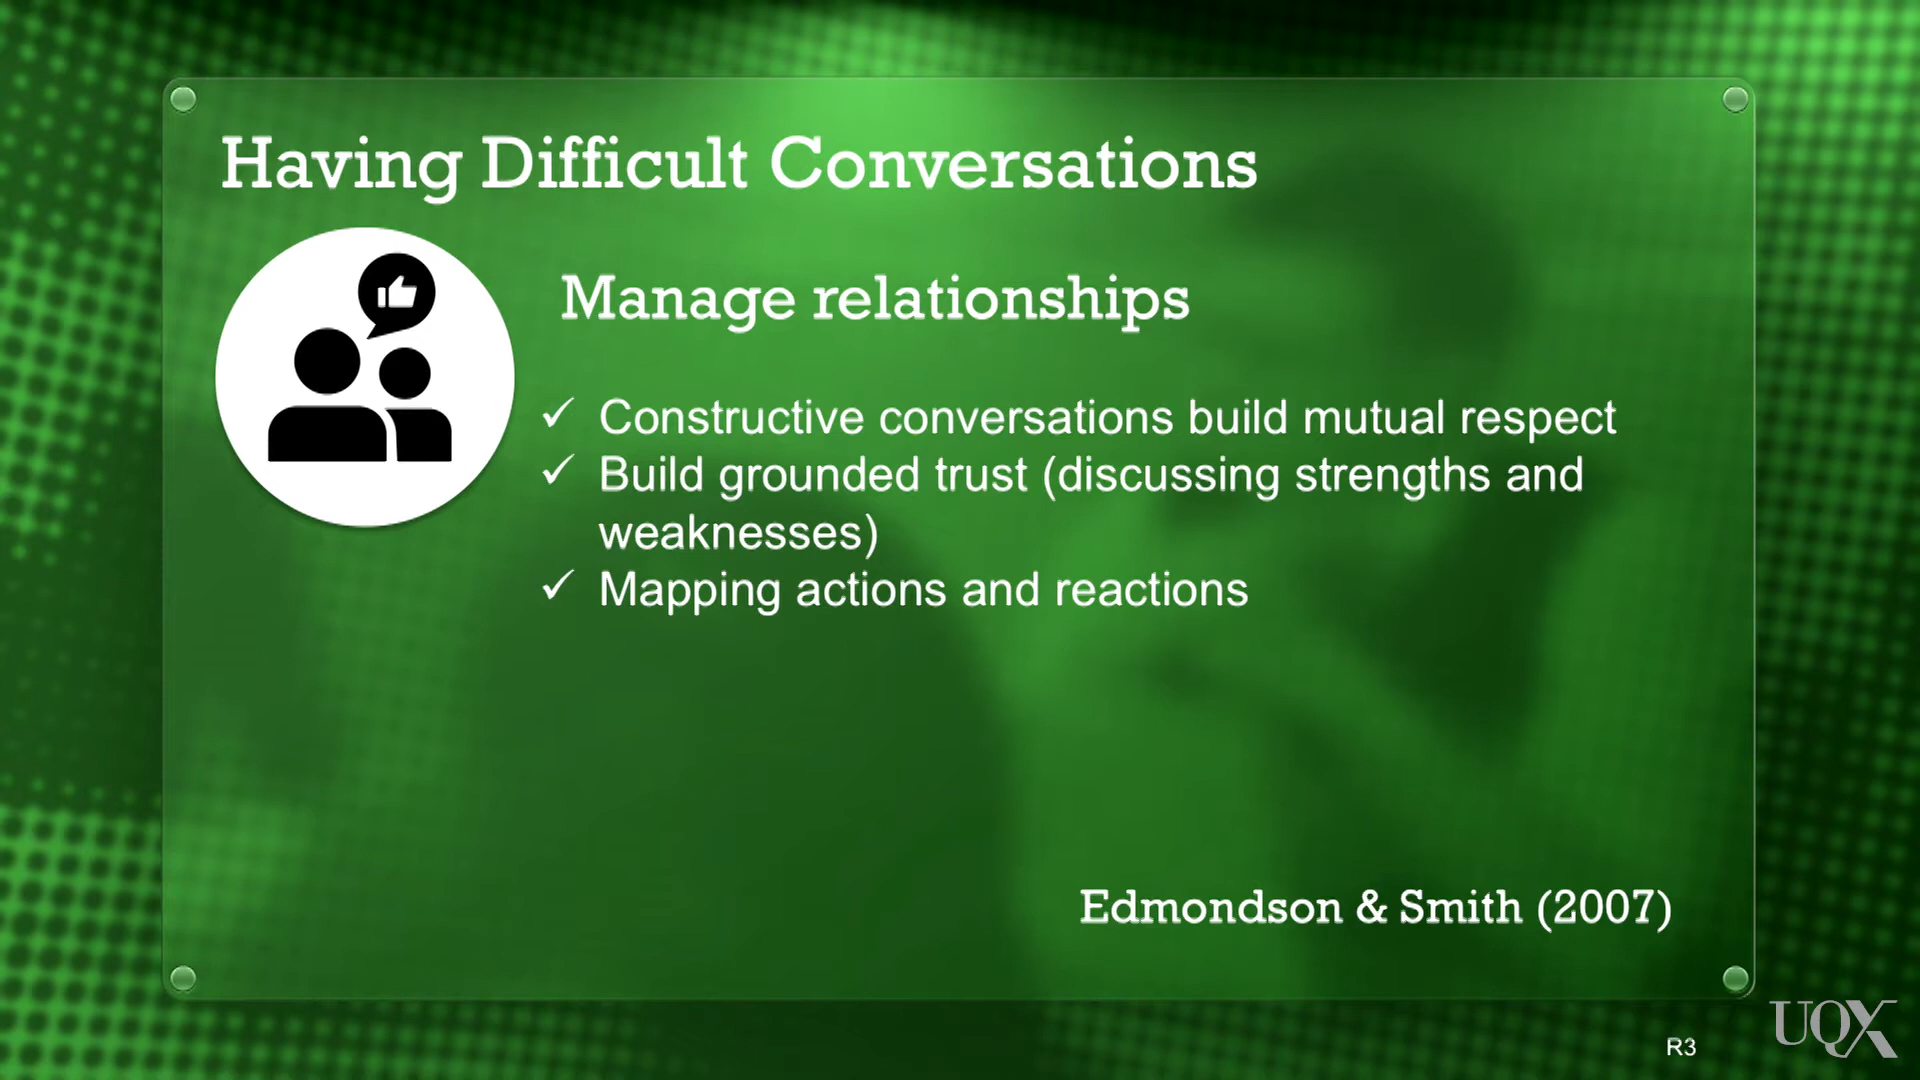 Having Difficult Conversations
Manage relationships
✓ Constructive conversations build mutual respect
✓ Build grounded trust (discussing strengths and
weaknesses)
✓ Mapping actions and reactions
Edmondson & Smith (2007)
R3
UQX